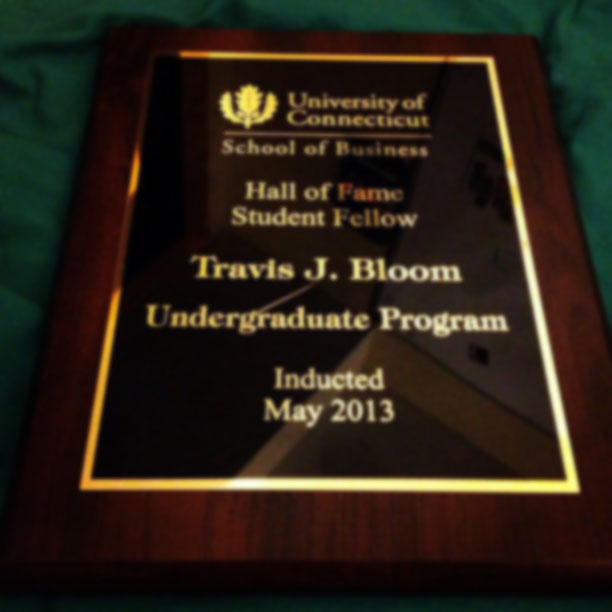 University of
Connecticut
School of Business
Hall of Fame
Student Fellow
Travis J. Bloom
Undergraduate Program
Inducted
May 2013